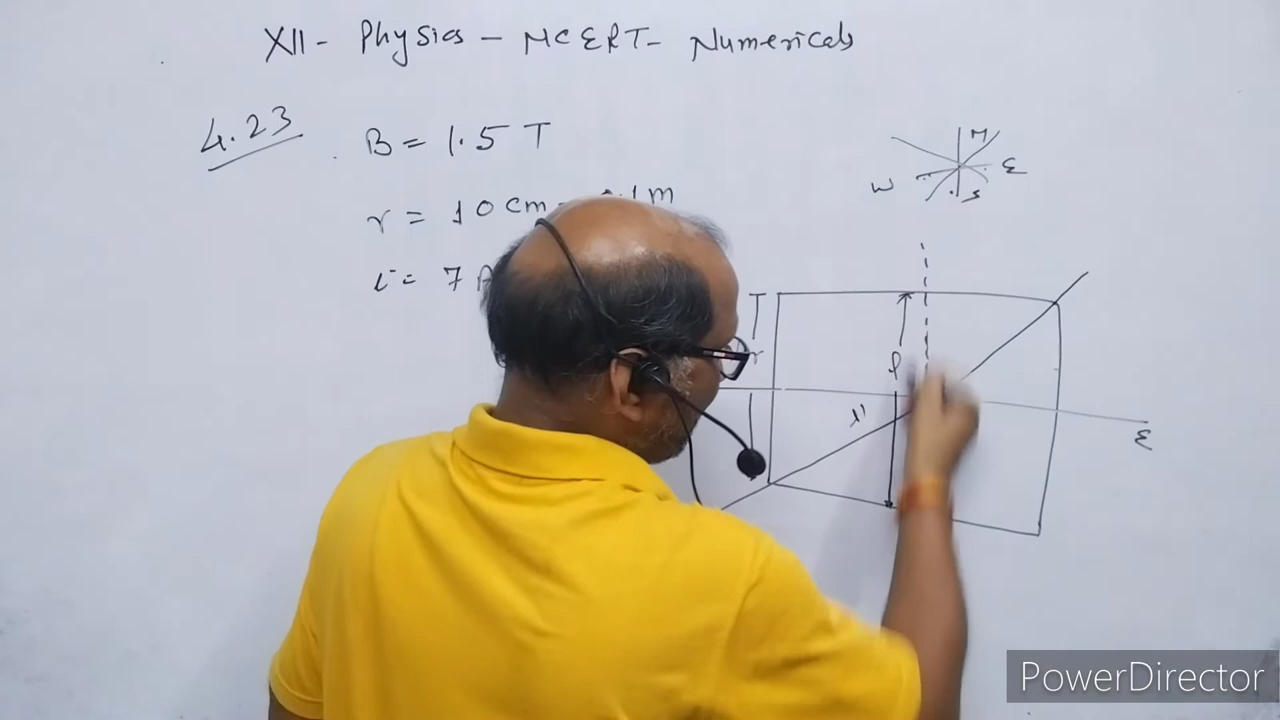 XII - Physics - NCERT - Numericals
4.23
B = 1.5 T
r = 10 cm
m
i = 7
N
E
W
S
r
l
l'
E
PowerDirector